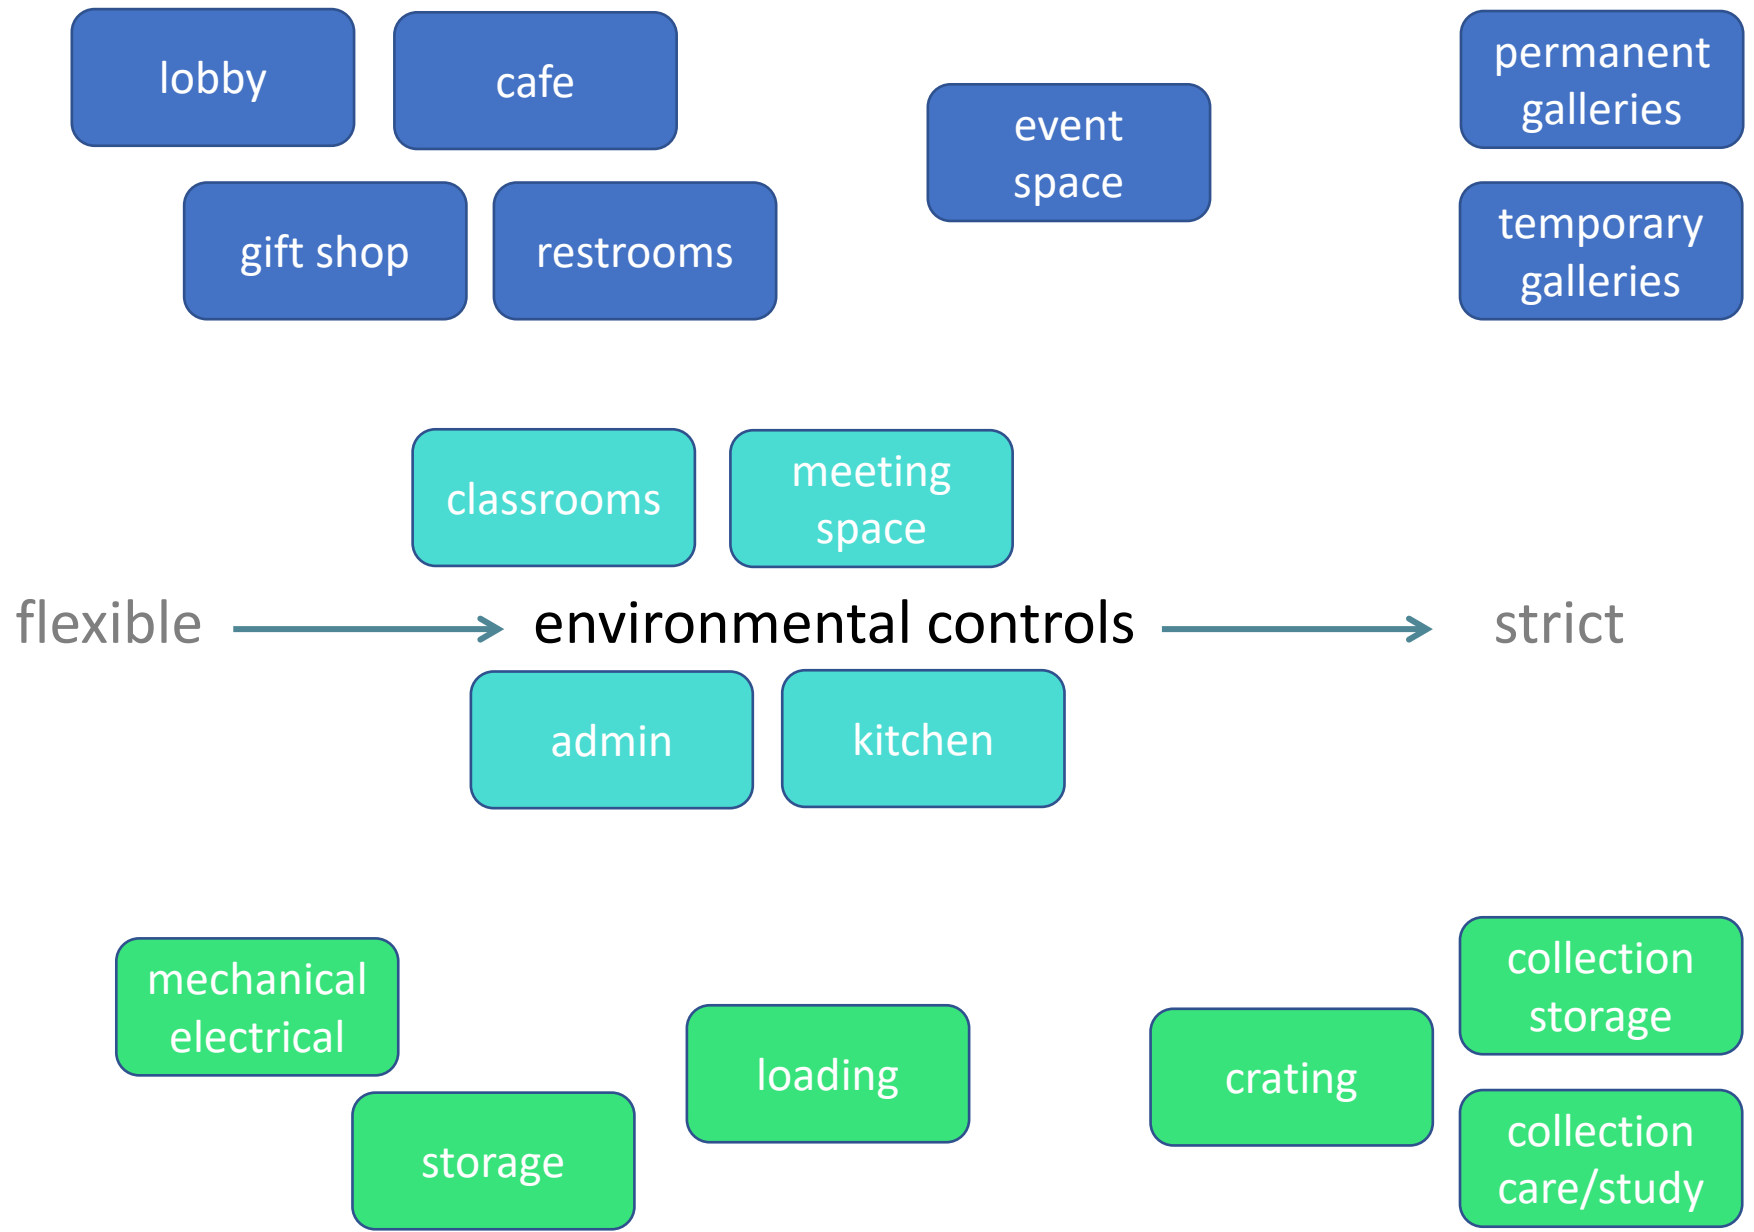 lobby
cafe
event
space
permanent
galleries
gift shop
restrooms
temporary
galleries
classrooms
meeting
space
flexible
environmental controls
strict
admin
kitchen
mechanical
electrical
storage
loading
crating
collection
storage
collection
care/study